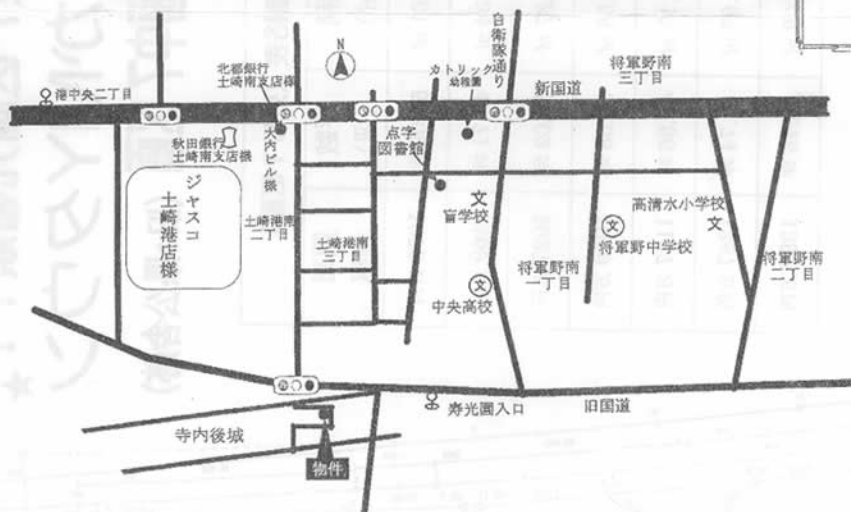 自衛隊通り
将軍野南
三丁目
N
北都銀行
土崎南支店様
カトリック
幼稚園
新国道
港中央二丁目
秋田銀行
土崎南支店様
大内ビル様
点字
図書館
ジャスコ
土崎港店様
土崎港南
二丁目
土崎港南
三丁目
文
盲学校
高清水小学校
文
文
将軍野中学校
将軍野南
一丁目
将軍野南
二丁目
文
中央高校
寿光園入口
旧国道
寺内後城
物件